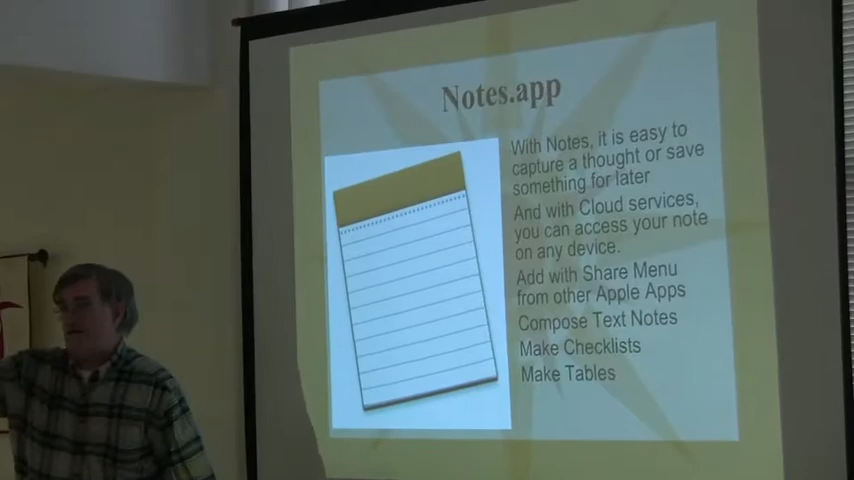 Notes.app
With Notes, it is easy to
capture a thought or save
something for later
And with Cloud services,
you can access your note
on any device.
Add with Share Menu
from other Apple Apps
Compose Text Notes
Make Checklists
Make Tables